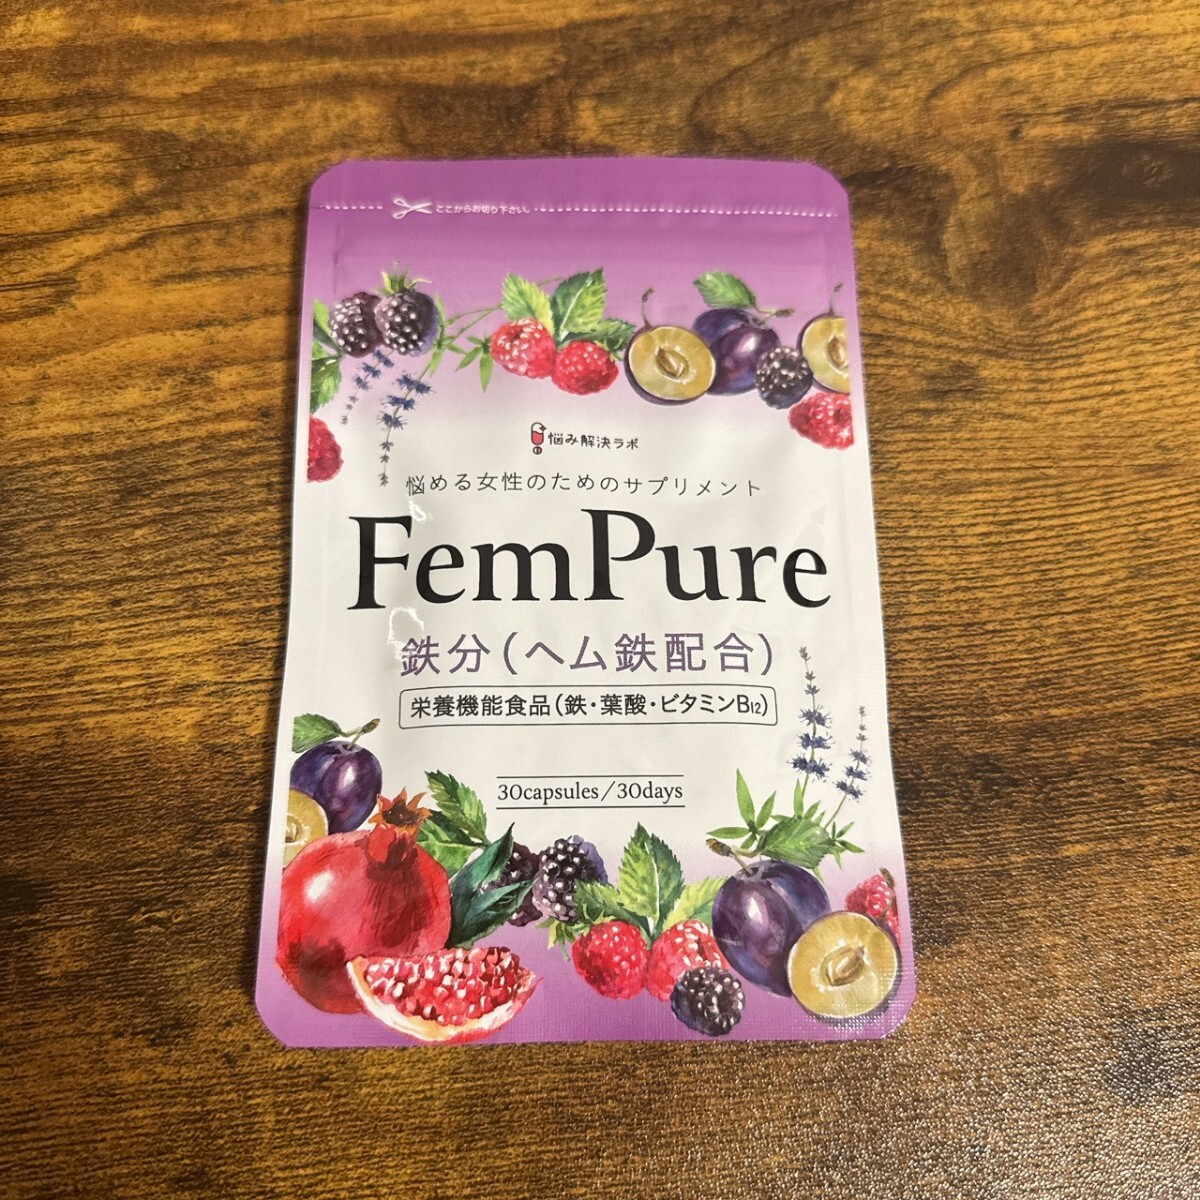 ここからお切り下さい。
悩み解決ラボ
悩める女性のためのサプリメント
FemPure
鉄分(ヘム鉄配合)
栄養機能食品(鉄・葉酸・ビタミンB12)
30capsules/30days